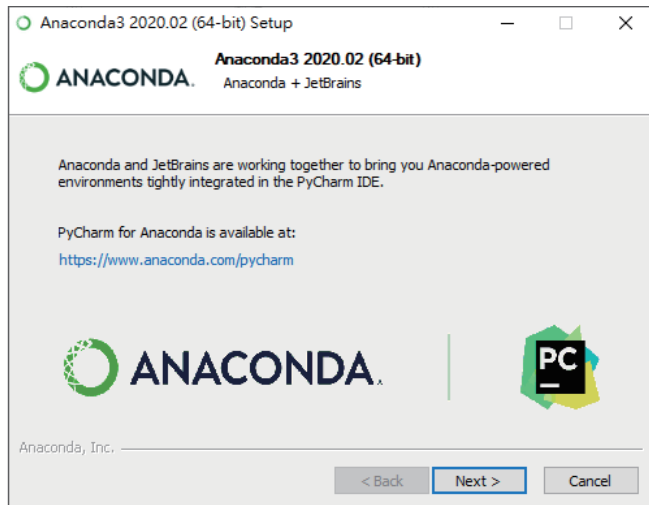 Anaconda3 2020.02 (64-bit) Setup
ANACONDA.
Anaconda3 2020.02 (64-bit)
Anaconda + JetBrains
Anaconda and JetBrains are working together to bring you Anaconda-powered
environments tightly integrated in the PyCharm IDE.
PyCharm for Anaconda is available at:
https://www.anaconda.com/pycharm
ANACONDA.
PC
Anaconda, Inc.
< Back
Next >
Cancel